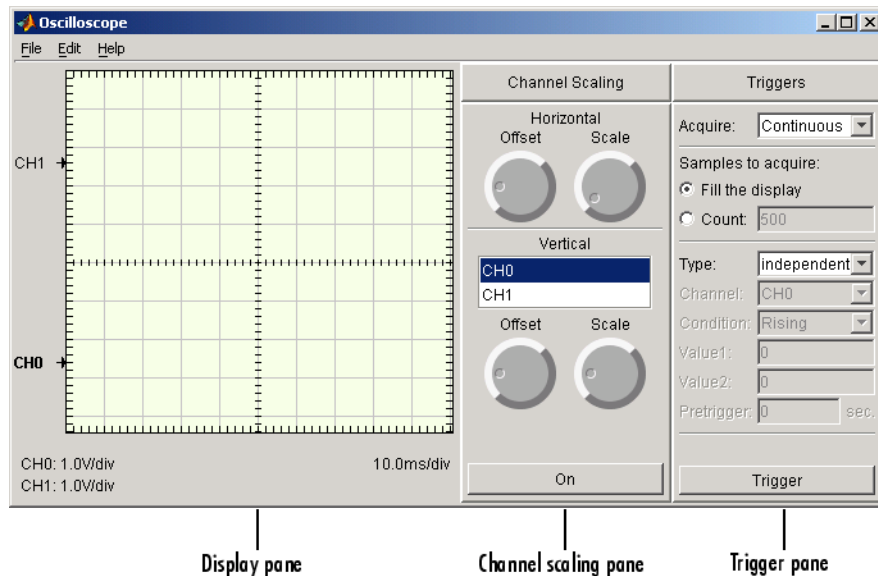 Oscilloscope
File Edit Help
CH1
CH0
CH0: 1.0V/div
CH1: 1.0V/div
10.0ms/div
Channel Scaling
Horizontal
Offset Scale
Vertical
CH0
CH1
Offset Scale
On
Triggers
Acquire: Continuous
Samples to acquire:
Fill the display
Count: 500
Type: independent
Channel: CH0
Condition: Rising
Value1: 0
Value2: 0
Pretrigger: 0 sec.
Trigger
Display pane
Channel scaling pane
Trigger pane